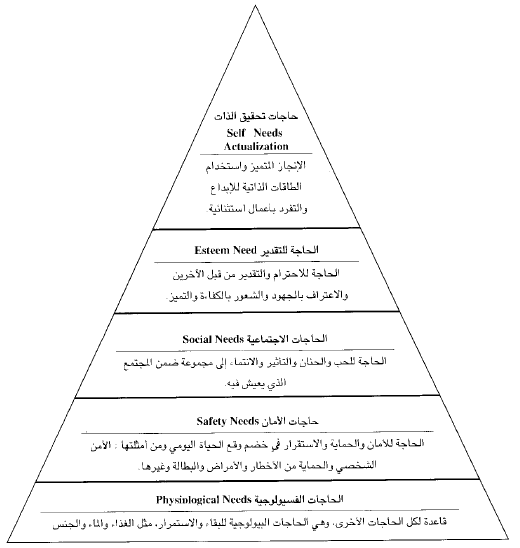 حاجات تحقيق الذات
Self Needs
Actualization
الإنجاز المتميز واستخدام
الطاقات الذاتية للإبداع
والتفرد بأعمال استثنائية.
الحاجة للتقدير Esteem Need
الحاجة للاحترام والتقدير من قبل الآخرين
والاعتراف بالجهود والشعور بالكفاءة والتميز.
الحاجات الاجتماعية Social Needs
الحاجة للحب والحنان والتأثير والانتماء إلى مجموعة ضمن المجتمع
الذي يعيش فيه.
حاجات الأمان Safety Needs
الحاجة للأمان والحماية والاستقرار في خضم وقع الحياة اليومي ومن أمثلتها : الأمن
الشخصي والحماية من الأخطار والأمراض والبطالة وغيرها.
الحاجات الفسيولوجية Physiological Needs
قاعدة لكل الحاجات الأخرى، وهي الحاجات البيولوجية للبقاء والاستمرار، مثل الغذاء والماء والجنس